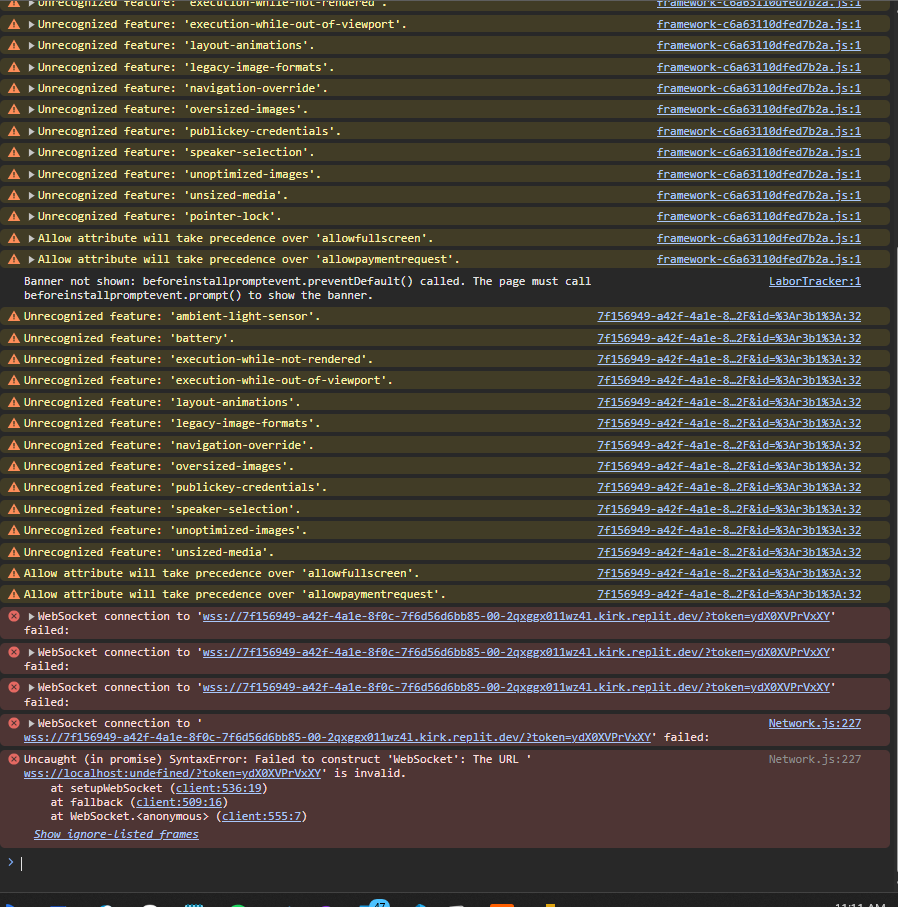 Unrecognized feature: 'execution-while-not-rendered'. framework-c6a63110dfed7b2a.js:1
Unrecognized feature: 'execution-while-out-of-viewport'. framework-c6a63110dfed7b2a.js:1
Unrecognized feature: 'layout-animations'. framework-c6a63110dfed7b2a.js:1
Unrecognized feature: 'legacy-image-formats'. framework-c6a63110dfed7b2a.js:1
Unrecognized feature: 'navigation-override'. framework-c6a63110dfed7b2a.js:1
Unrecognized feature: 'oversized-images'. framework-c6a63110dfed7b2a.js:1
Unrecognized feature: 'publickey-credentials'. framework-c6a63110dfed7b2a.js:1
Unrecognized feature: 'speaker-selection'. framework-c6a63110dfed7b2a.js:1
Unrecognized feature: 'unoptimized-images'. framework-c6a63110dfed7b2a.js:1
Unrecognized feature: 'unsized-media'. framework-c6a63110dfed7b2a.js:1
Unrecognized feature: 'pointer-lock'. framework-c6a63110dfed7b2a.js:1
Allow attribute will take precedence over 'allowfullscreen'. framework-c6a63110dfed7b2a.js:1
Allow attribute will take precedence over 'allowpaymentrequest'. framework-c6a63110dfed7b2a.js:1
Banner not shown: beforeinstallpromptevent.preventDefault() called. The page must call LaborTracker:1
beforeinstallpromptevent.prompt() to show the banner.
Unrecognized feature: 'ambient-light-sensor'. 7f156949-a42f-4a1e-8…2F&id=%3Ar3b1%3A:32
Unrecognized feature: 'battery'. 7f156949-a42f-4a1e-8…2F&id=%3Ar3b1%3A:32
Unrecognized feature: 'execution-while-not-rendered'. 7f156949-a42f-4a1e-8…2F&id=%3Ar3b1%3A:32
Unrecognized feature: 'execution-while-out-of-viewport'. 7f156949-a42f-4a1e-8…2F&id=%3Ar3b1%3A:32
Unrecognized feature: 'layout-animations'. 7f156949-a42f-4a1e-8…2F&id=%3Ar3b1%3A:32
Unrecognized feature: 'legacy-image-formats'. 7f156949-a42f-4a1e-8…2F&id=%3Ar3b1%3A:32
Unrecognized feature: 'navigation-override'. 7f156949-a42f-4a1e-8…2F&id=%3Ar3b1%3A:32
Unrecognized feature: 'oversized-images'. 7f156949-a42f-4a1e-8…2F&id=%3Ar3b1%3A:32
Unrecognized feature: 'publickey-credentials'. 7f156949-a42f-4a1e-8…2F&id=%3Ar3b1%3A:32
Unrecognized feature: 'speaker-selection'. 7f156949-a42f-4a1e-8…2F&id=%3Ar3b1%3A:32
Unrecognized feature: 'unoptimized-images'. 7f156949-a42f-4a1e-8…2F&id=%3Ar3b1%3A:32
Unrecognized feature: 'unsized-media'. 7f156949-a42f-4a1e-8…2F&id=%3Ar3b1%3A:32
Allow attribute will take precedence over 'allowfullscreen'. 7f156949-a42f-4a1e-8…2F&id=%3Ar3b1%3A:32
Allow attribute will take precedence over 'allowpaymentrequest'. 7f156949-a42f-4a1e-8…2F&id=%3Ar3b1%3A:32
WebSocket connection to 'wss://7f156949-a42f-4a1e-8f0c-7f6d56d6bb85-00-2qxggx011wz4l.kirk.replit.dev/?token=ydX0XVPrVxXY'
failed:
WebSocket connection to 'wss://7f156949-a42f-4a1e-8f0c-7f6d56d6bb85-00-2qxggx011wz4l.kirk.replit.dev/?token=ydX0XVPrVxXY'
failed:
WebSocket connection to 'wss://7f156949-a42f-4a1e-8f0c-7f6d56d6bb85-00-2qxggx011wz4l.kirk.replit.dev/?token=ydX0XVPrVxXY'
failed:
WebSocket connection to ' Network.js:227
wss://7f156949-a42f-4a1e-8f0c-7f6d56d6bb85-00-2qxggx011wz4l.kirk.replit.dev/?token=ydX0XVPrVxXY' failed:
Uncaught (in promise) SyntaxError: Failed to construct 'WebSocket': The URL ' Network.js:227
wss://localhost:undefined/?token=ydX0XVPrVxXY' is invalid.
at setupWebSocket (client:536:19)
at fallback (client:509:16)
at WebSocket.<anonymous> (client:555:7)
Show ignore-listed frames
47
11:11 AM